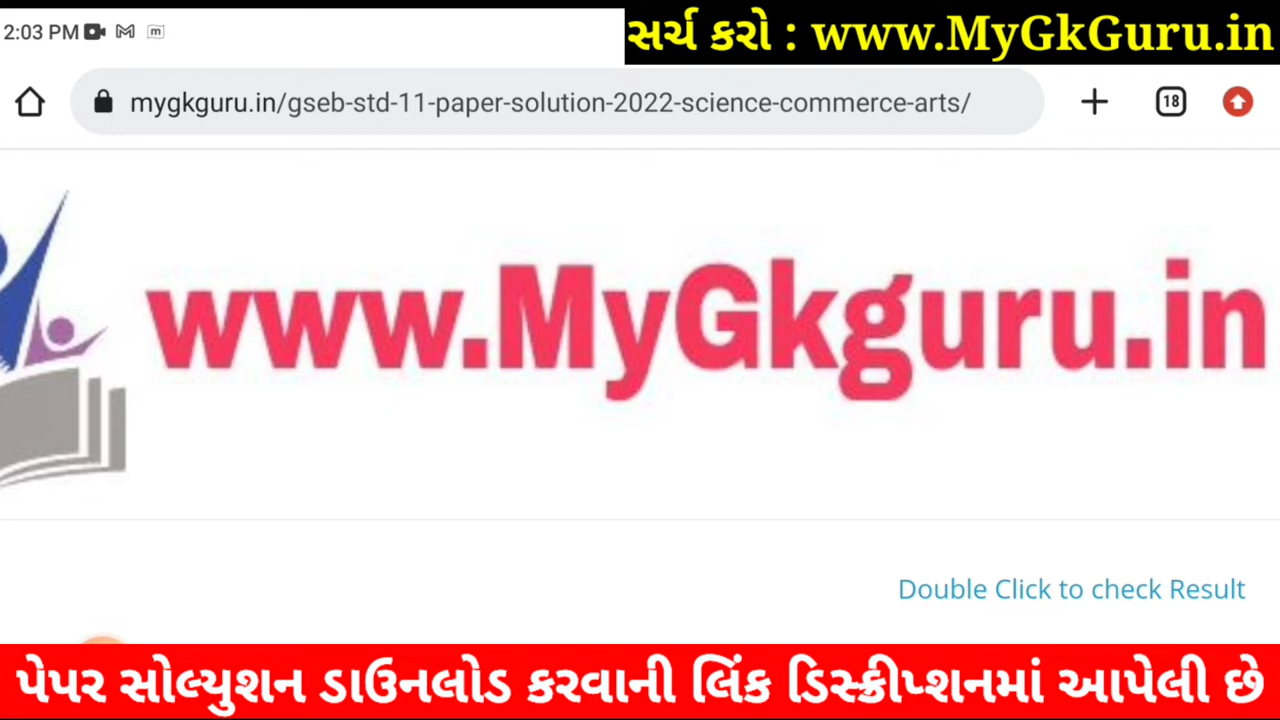 2:03 PM
સર્ચ કરો : www.MyGkGuru.in
mygkguru.in/gseb-std-11-paper-solution-2022-science-commerce-arts/
18
www.MyGkguru.in
Double Click to check Result
પેપર સોલ્યુશન ડાઉનલોડ કરવાની લિંક ડિસ્ક્રીપ્શનમાં આપેલી છે